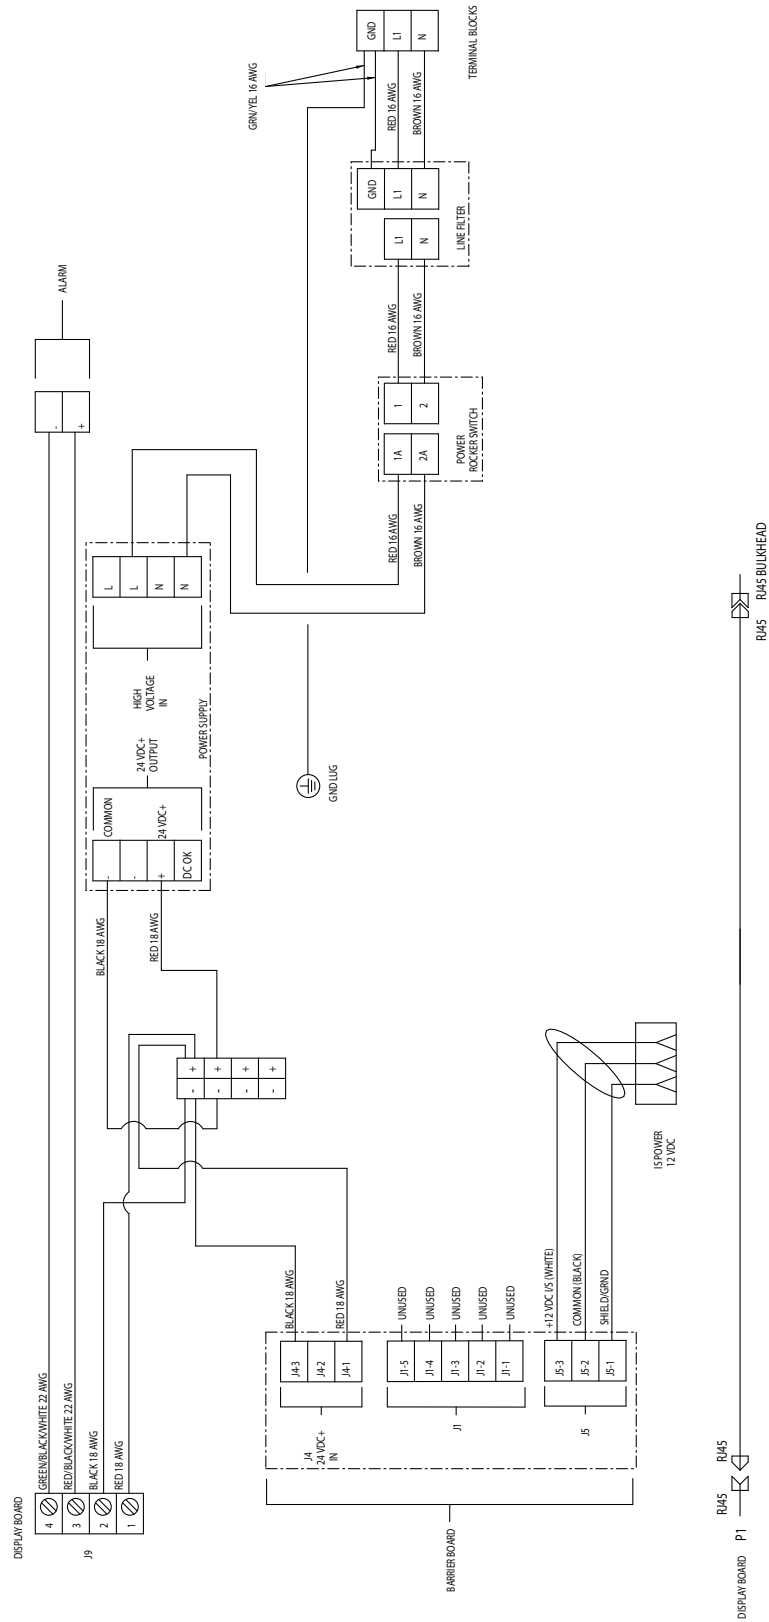 DISPLAY BOARD
J9
4
3
2
1
GREEN/BLACK/WHITE 22 AWG
RED/BLACK/WHITE 22 AWG
BLACK 18 AWG
RED 18 AWG
-
+
ALARM
BLACK 18 AWG
RED 18 AWG
-
-
+
DC OK
COMMON
24 VDC+
24 VDC+
OUTPUT
POWER SUPPLY
HIGH
VOLTAGE
IN
L
L
N
N
- +
- +
- +
- +
GND LUG
RED 16 AWG
BROWN 16 AWG
1A
2A
1
2
POWER
ROCKER SWITCH
RED 16 AWG
BROWN 16 AWG
L1
N
GND
L1
N
LINE FILTER
GRN/YEL 16 AWG
RED 16 AWG
BROWN 16 AWG
GND
L1
N
TERMINAL BLOCKS
BARRIER BOARD
J4
24 VDC+
IN
J4-3
J4-2
J4-1
BLACK 18 AWG
RED 18 AWG
J1
J1-5
J1-4
J1-3
J1-2
J1-1
UNUSED
UNUSED
UNUSED
UNUSED
UNUSED
J5
J5-3
J5-2
J5-1
+12 VDC I/S (WHITE)
COMMON (BLACK)
SHIELD/GRND
IS POWER
12 VDC
DISPLAY BOARD P1
RJ45
RJ45
RJ45
RJ45 BULKHEAD